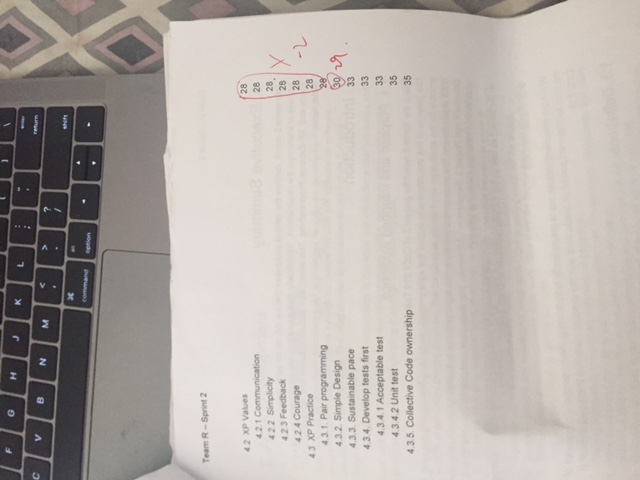 F G H J K L : ; " ' enter return
C V B N M < , > . ? / shift
⌘ command alt option
Team R – Sprint 2
4.2 XP Values 28
4.2.1 Communication 28
4.2.2 Simplicity 28
4.2.3 Feedback 28
4.2.4 Courage 28
4.3 XP Practice 28
4.3.1. Pair programming 28
4.3.2. Simple Design 30 29.
4.3.3. Sustainable pace 33
4.3.4. Develop tests first 33
4.3.4.1 Acceptable test 33
4.3.4.2 Unit test 35
4.3.5. Collective Code ownership 35
X
-2